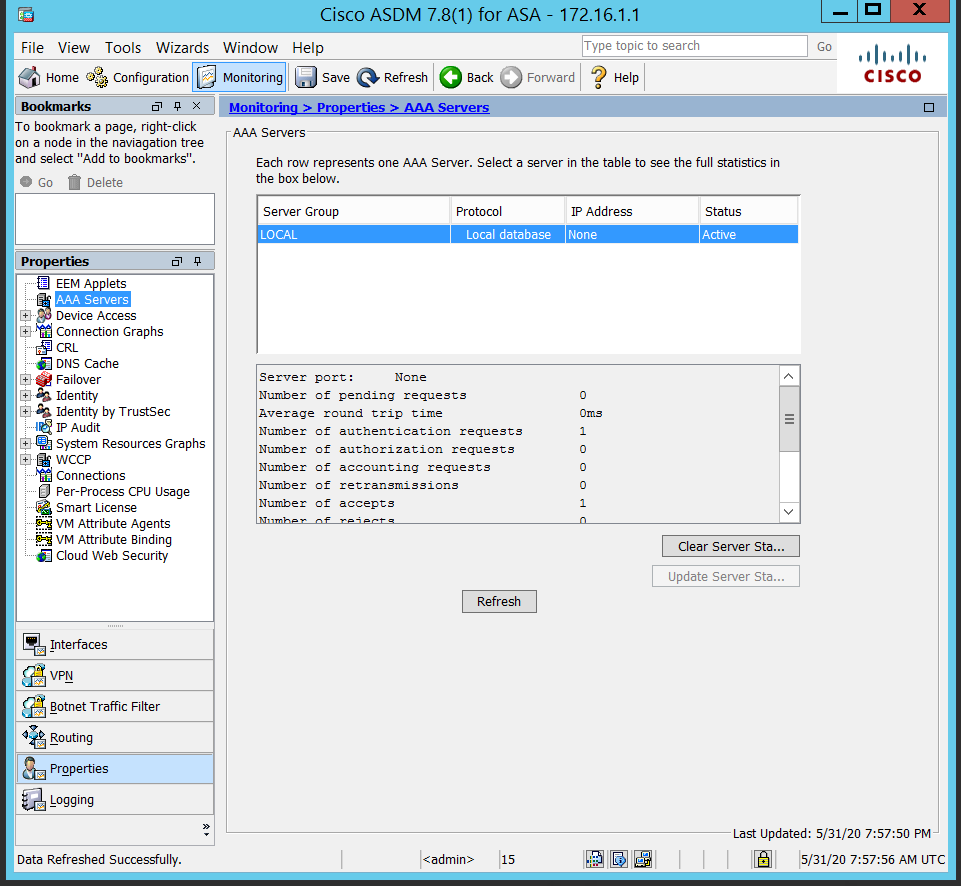 Cisco ASDM 7.8(1) for ASA - 172.16.1.1
File View Tools Wizards Window Help
Type topic to search Go
Home Configuration Monitoring Save Refresh Back Forward Help
CISCO
Bookmarks
To bookmark a page, right-click
on a node in the naviagation tree
and select "Add to bookmarks".
Go Delete
Properties
EEM Applets
AAA Servers
Device Access
Connection Graphs
CRL
DNS Cache
Failover
Identity
Identity by TrustSec
IP Audit
System Resources Graphs
WCCP
Connections
Per-Process CPU Usage
Smart License
VM Attribute Agents
VM Attribute Binding
Cloud Web Security
Interfaces
VPN
Botnet Traffic Filter
Routing
Properties
Logging
Monitoring > Properties > AAA Servers
AAA Servers
Each row represents one AAA Server. Select a server in the table to see the full statistics in
the box below.
Server Group Protocol IP Address Status
LOCAL Local database None Active
Server port: None
Number of pending requests 0
Average round trip time 0ms
Number of authentication requests 1
Number of authorization requests 0
Number of accounting requests 0
Number of retransmissions 0
Number of accepts 1
Number of rejects 0
Clear Server Sta...
Update Server Sta...
Refresh
Last Updated: 5/31/20 7:57:50 PM
Data Refreshed Successfully. <admin> 15 5/31/20 7:57:56 AM UTC